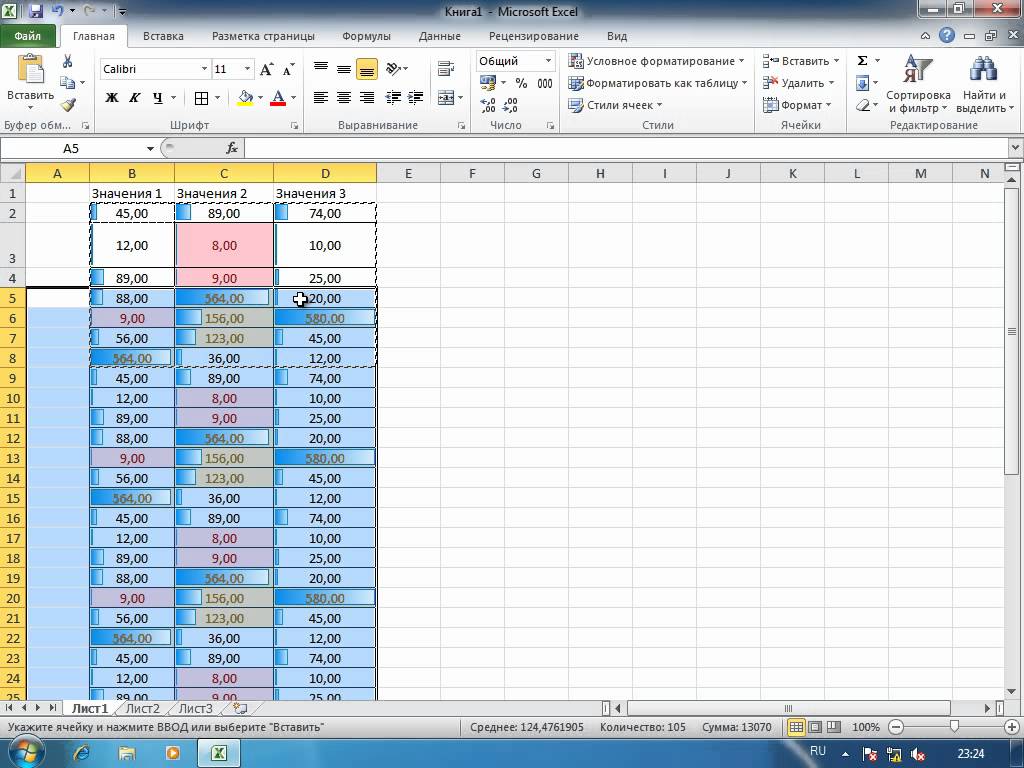 Книга1 - Microsoft Excel
Файл Главная Вставка Разметка страницы Формулы Данные Рецензирование Вид
Calibri 11 Общий Условное форматирование Вставить Σ
Форматировать как таблицу Удалить
Вставить Ж К Ч А % 000 Стили ячеек Формат Сортировка и фильтр Найти и выделить
Буфер обм... Шрифт Выравнивание Число Стили Ячейки Редактирование
A5 fx
A B C D E F G H I J K L M N
1 Значения 1 Значения 2 Значения 3
2 45,00 89,00 74,00
3 12,00 8,00 10,00
4 89,00 9,00 25,00
5 88,00 564,00 20,00
6 9,00 156,00 580,00
7 56,00 123,00 45,00
8 564,00 36,00 12,00
9 45,00 89,00 74,00
10 12,00 8,00 10,00
11 89,00 9,00 25,00
12 88,00 564,00 20,00
13 9,00 156,00 580,00
14 56,00 123,00 45,00
15 564,00 36,00 12,00
16 45,00 89,00 74,00
17 12,00 8,00 10,00
18 89,00 9,00 25,00
19 88,00 564,00 20,00
20 9,00 156,00 580,00
21 56,00 123,00 45,00
22 564,00 36,00 12,00
23 45,00 89,00 74,00
24 12,00 8,00 10,00
25 89,00 9,00 25,00
Лист1 Лист2 Лист3
Укажите ячейку и нажмите ВВОД или выберите "Вставить" Среднее: 124,4761905 Количество: 105 Сумма: 13070 100%
RU 23:24